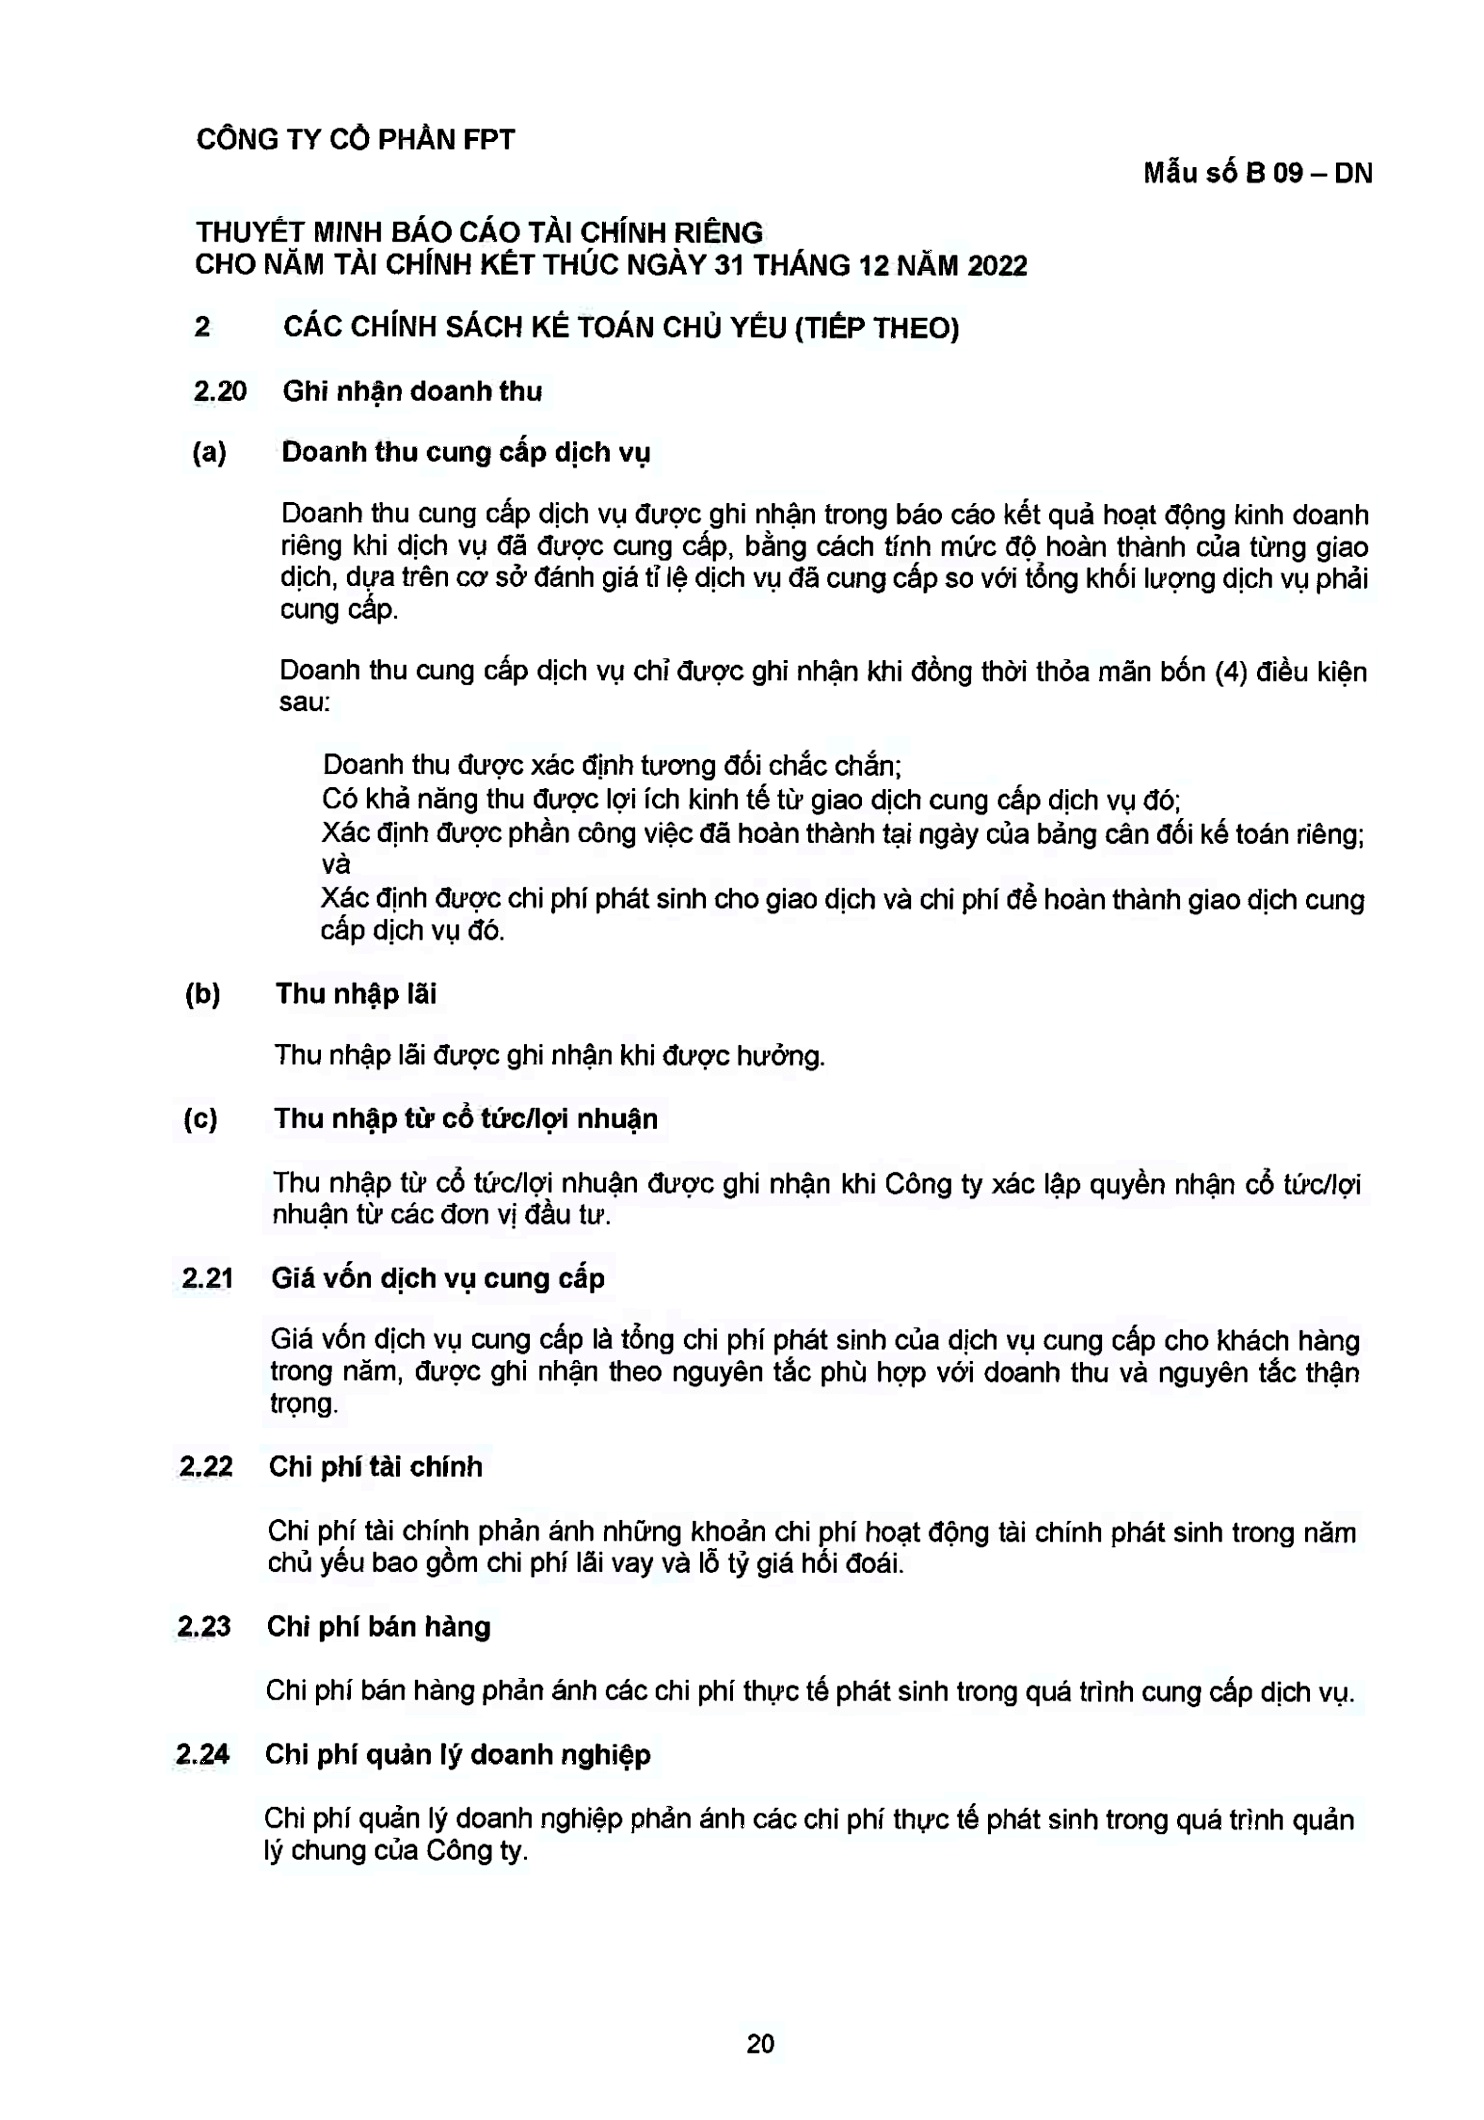 CÔNG TY CỔ PHẦN FPT
Mẫu số B 09 – DN
THUYẾT MINH BÁO CÁO TÀI CHÍNH RIÊNG
CHO NĂM TÀI CHÍNH KẾT THÚC NGÀY 31 THÁNG 12 NĂM 2022
2 CÁC CHÍNH SÁCH KẾ TOÁN CHỦ YẾU (TIẾP THEO)
2.20 Ghi nhận doanh thu
(a) Doanh thu cung cấp dịch vụ
Doanh thu cung cấp dịch vụ được ghi nhận trong báo cáo kết quả hoạt động kinh doanh
riêng khi dịch vụ đã được cung cấp, bằng cách tính mức độ hoàn thành của từng giao
dịch, dựa trên cơ sở đánh giá tỉ lệ dịch vụ đã cung cấp so với tổng khối lượng dịch vụ phải
cung cấp.
Doanh thu cung cấp dịch vụ chỉ được ghi nhận khi đồng thời thỏa mãn bốn (4) điều kiện
sau:
Doanh thu được xác định tương đối chắc chắn;
Có khả năng thu được lợi ích kinh tế từ giao dịch cung cấp dịch vụ đó;
Xác định được phần công việc đã hoàn thành tại ngày của bảng cân đối kế toán riêng;
và
Xác định được chi phí phát sinh cho giao dịch và chi phí để hoàn thành giao dịch cung
cấp dịch vụ đó.
(b) Thu nhập lãi
Thu nhập lãi được ghi nhận khi được hưởng.
(c) Thu nhập từ cổ tức/lợi nhuận
Thu nhập từ cổ tức/lợi nhuận được ghi nhận khi Công ty xác lập quyền nhận cổ tức/lợi
nhuận từ các đơn vị đầu tư.
2.21 Giá vốn dịch vụ cung cấp
Giá vốn dịch vụ cung cấp là tổng chi phí phát sinh của dịch vụ cung cấp cho khách hàng
trong năm, được ghi nhận theo nguyên tắc phù hợp với doanh thu và nguyên tắc thận
trọng.
2.22 Chi phí tài chính
Chi phí tài chính phản ánh những khoản chi phí hoạt động tài chính phát sinh trong năm
chủ yếu bao gồm chi phí lãi vay và lỗ tỷ giá hối đoái.
2.23 Chi phí bán hàng
Chi phí bán hàng phản ánh các chi phí thực tế phát sinh trong quá trình cung cấp dịch vụ.
2.24 Chi phí quản lý doanh nghiệp
Chi phí quản lý doanh nghiệp phản ánh các chi phí thực tế phát sinh trong quá trình quản
lý chung của Công ty.
20